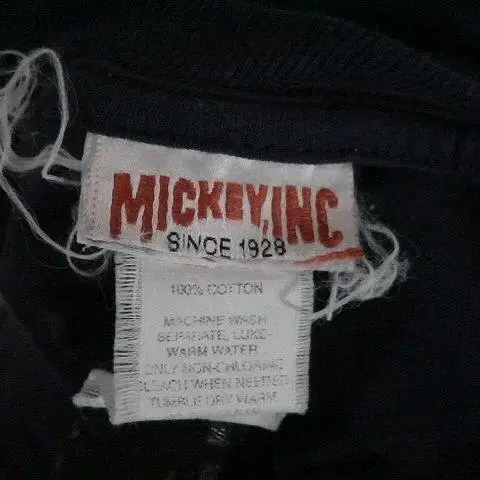 MICKEY, INC
SINCE 1928
100% COTTON
MACHINE WASH
SEPARATE, LUKE-
WARM WATER
ONLY NON-CHLORINE
BLEACH WHEN NEEDED
TUMBLE DRY WARM